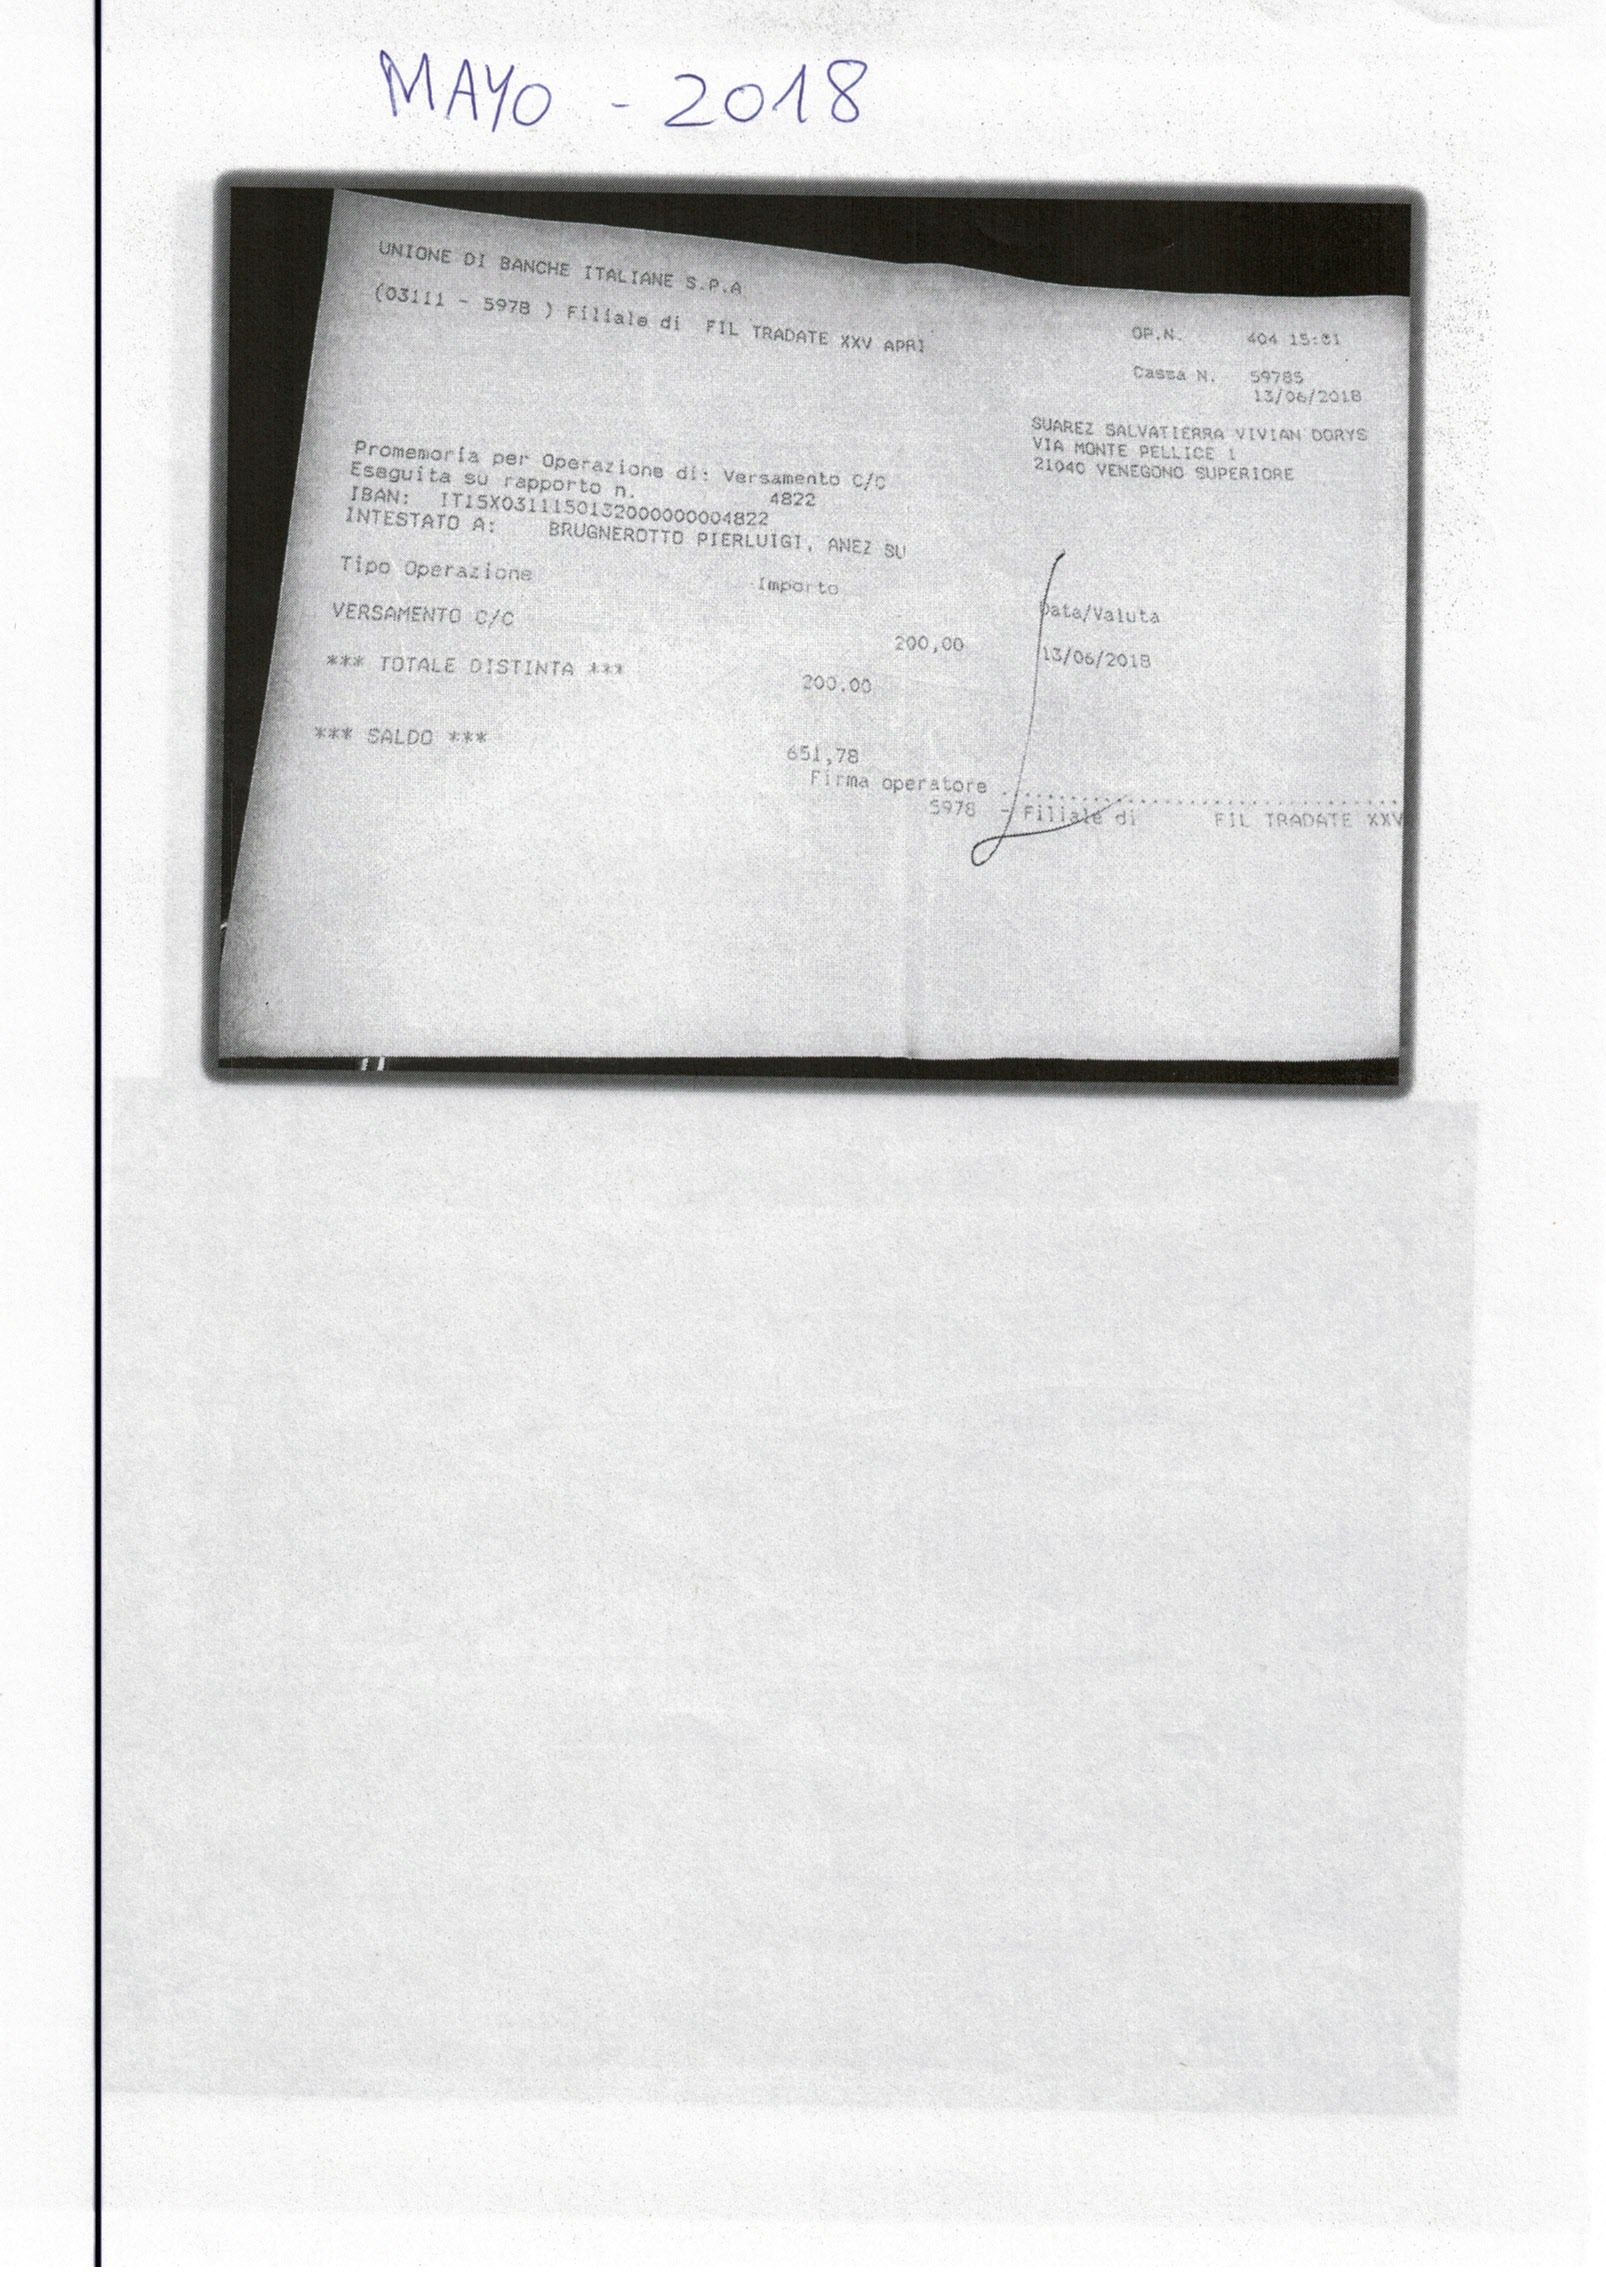 MAYO - 2018
UNIONE DI BANCHE ITALIANE S.P.A
(03111 - 5978 ) Filiale di FIL TRADATE XXV APRI
OP.N. 404 15:31
Cassa N. 59785
13/06/2018
SUAREZ SALVATIERRA VIVIAN DORYS
VIA MONTE PELLICE 1
21040 VENEGONO SUPERIORE
Promemoria per Operazione di: Versamento C/C
Eseguita su rapporto n. 4822
IBAN: IT15X0311150132000000004822
INTESTATO A: BRUGNEROTTO PIERLUIGI, ANEZ SU
Tipo Operazione Importo Data/Valuta
VERSAMENTO C/C 200,00 13/06/2018
*** TOTALE DISTINTA *** 200,00
*** SALDO *** 651,78
Firma operatore ..............................
5978 - Filiale di FIL TRADATE XXV